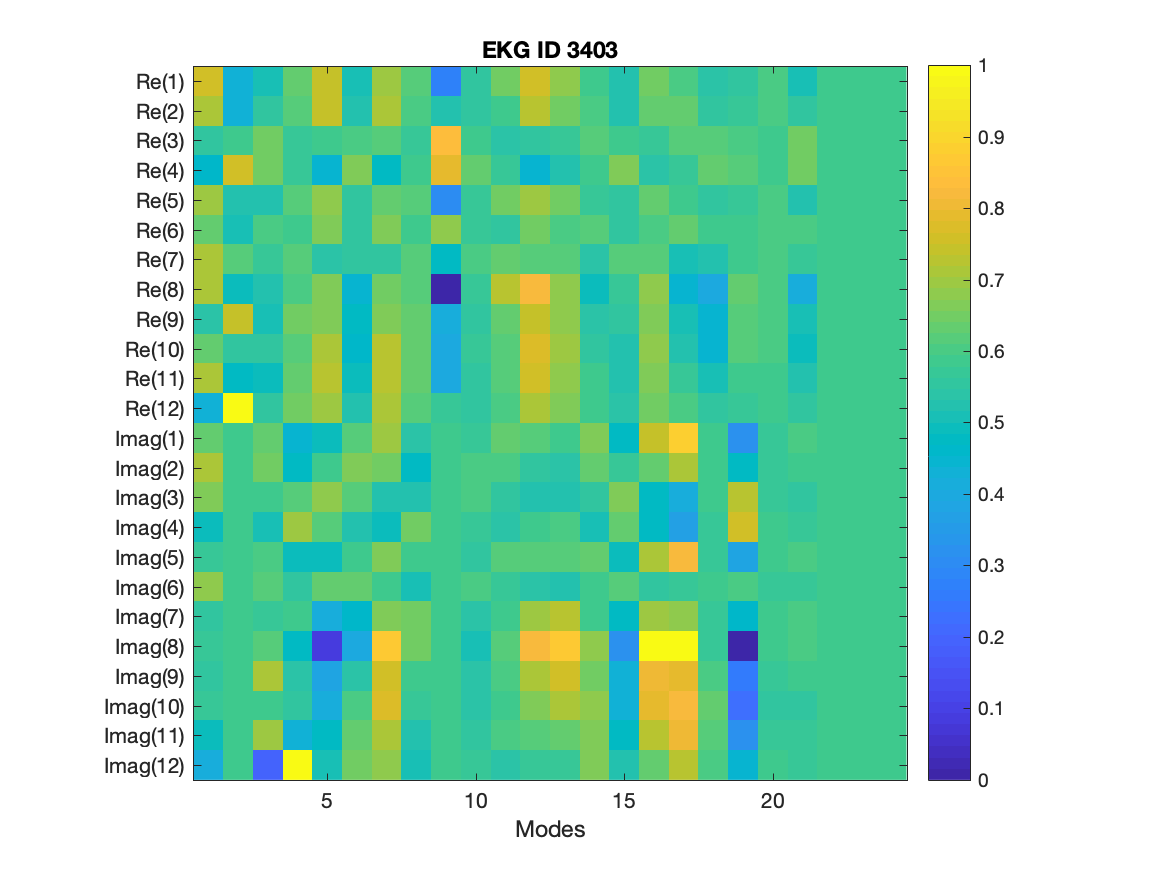 EKG ID 3403
Re(1)
Re(2)
Re(3)
Re(4)
Re(5)
Re(6)
Re(7)
Re(8)
Re(9)
Re(10)
Re(11)
Re(12)
Imag(1)
Imag(2)
Imag(3)
Imag(4)
Imag(5)
Imag(6)
Imag(7)
Imag(8)
Imag(9)
Imag(10)
Imag(11)
Imag(12)
5 10 15 20
Modes
1
0.9
0.8
0.7
0.6
0.5
0.4
0.3
0.2
0.1
0